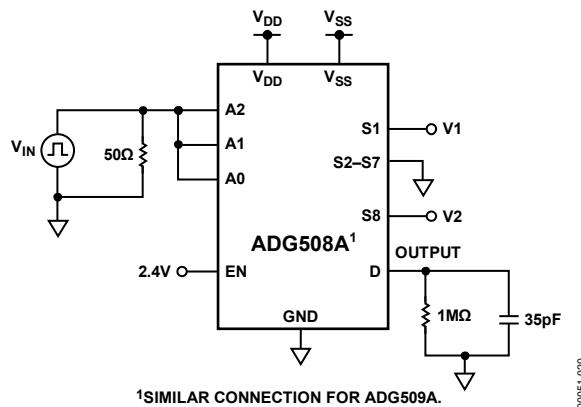 VDD VSS
VDD VSS
A2
A1
A0
VIN
50Ω
S1 V1
S2–S7
S8 V2
ADG508A1
OUTPUT
2.4V EN
D
1MΩ
35pF
GND
1SIMILAR CONNECTION FOR ADG509A.